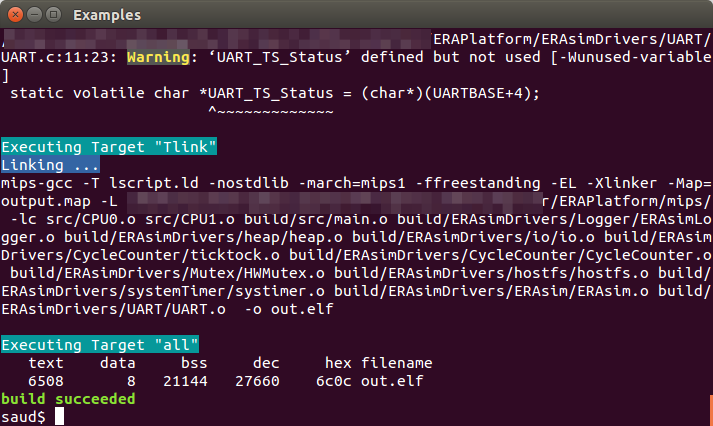 Examples
/ERAPlatform/ERAsimDrivers/UART/
UART.c:11:23: Warning: ‘UART_TS_Status’ defined but not used [-Wunused-variable
]
static volatile char *UART_TS_Status = (char*)(UARTBASE+4);
^~~~~~~~~~~~~~
Executing Target "Tlink"
Linking ...
mips-gcc -T lscript.ld -nostdlib -march=mips1 -ffreestanding -EL -Xlinker -Map=
output.map -L r/ERAPlatform/mips/
-lc src/CPU0.o src/CPU1.o build/src/main.o build/ERAsimDrivers/Logger/ERAsimLo
gger.o build/ERAsimDrivers/heap/heap.o build/ERAsimDrivers/io/io.o build/ERAsim
Drivers/CycleCounter/ticktock.o build/ERAsimDrivers/CycleCounter/CycleCounter.o
build/ERAsimDrivers/Mutex/HWMutex.o build/ERAsimDrivers/hostfs/hostfs.o build/
ERAsimDrivers/systemTimer/systimer.o build/ERAsimDrivers/ERAsim/ERAsim.o build/
ERAsimDrivers/UART/UART.o  -o out.elf
Executing Target "all"
text data bss dec hex filename
6508 8 21144 27660 6c0c out.elf
build succeeded
saud$